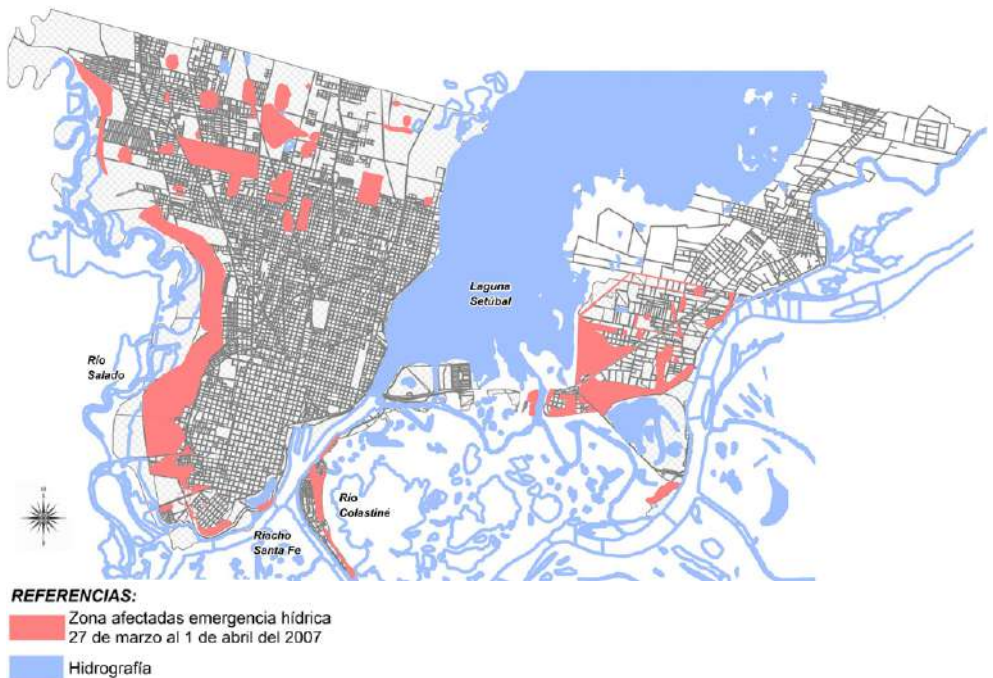 Laguna
Setúbal
Río
Salado
Río
Colastiné
Riacho
Santa Fe
REFERENCIAS:
Zona afectadas emergencia hídrica
27 de marzo al 1 de abril del 2007
Hidrografía